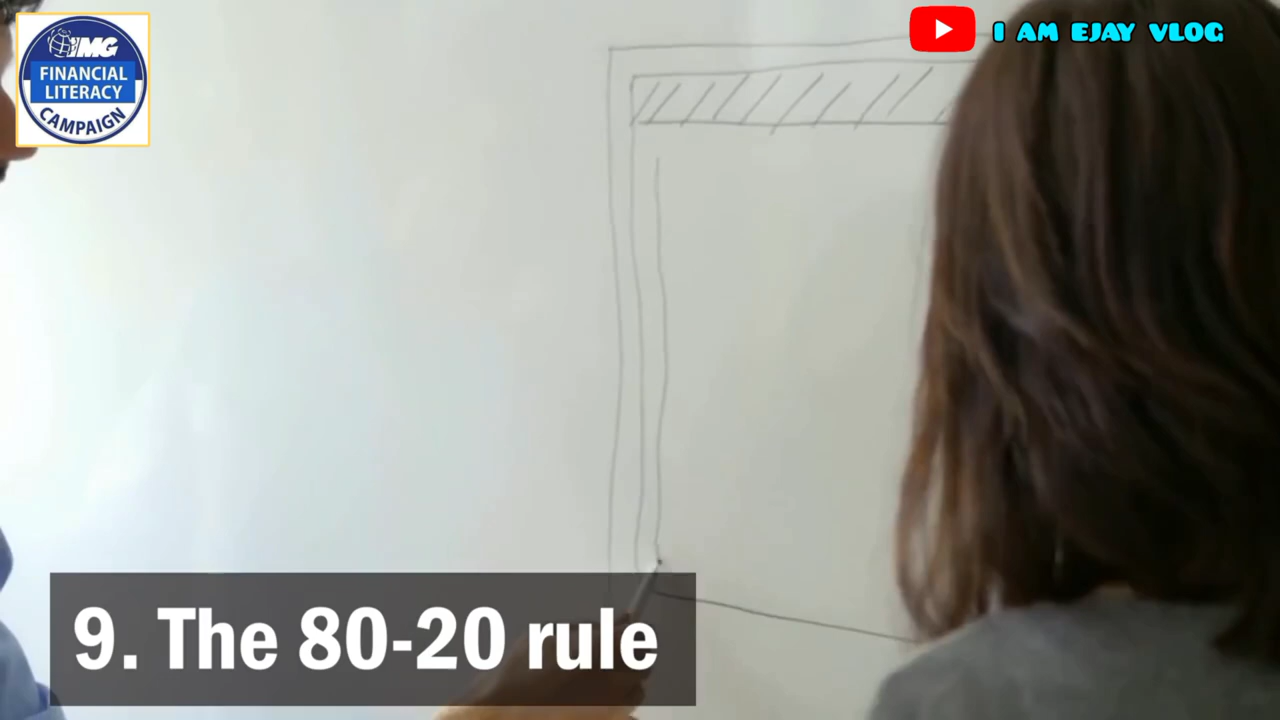 IMG
FINANCIAL
LITERACY
CAMPAIGN
I AM EJAY VLOG
9. The 80-20 rule